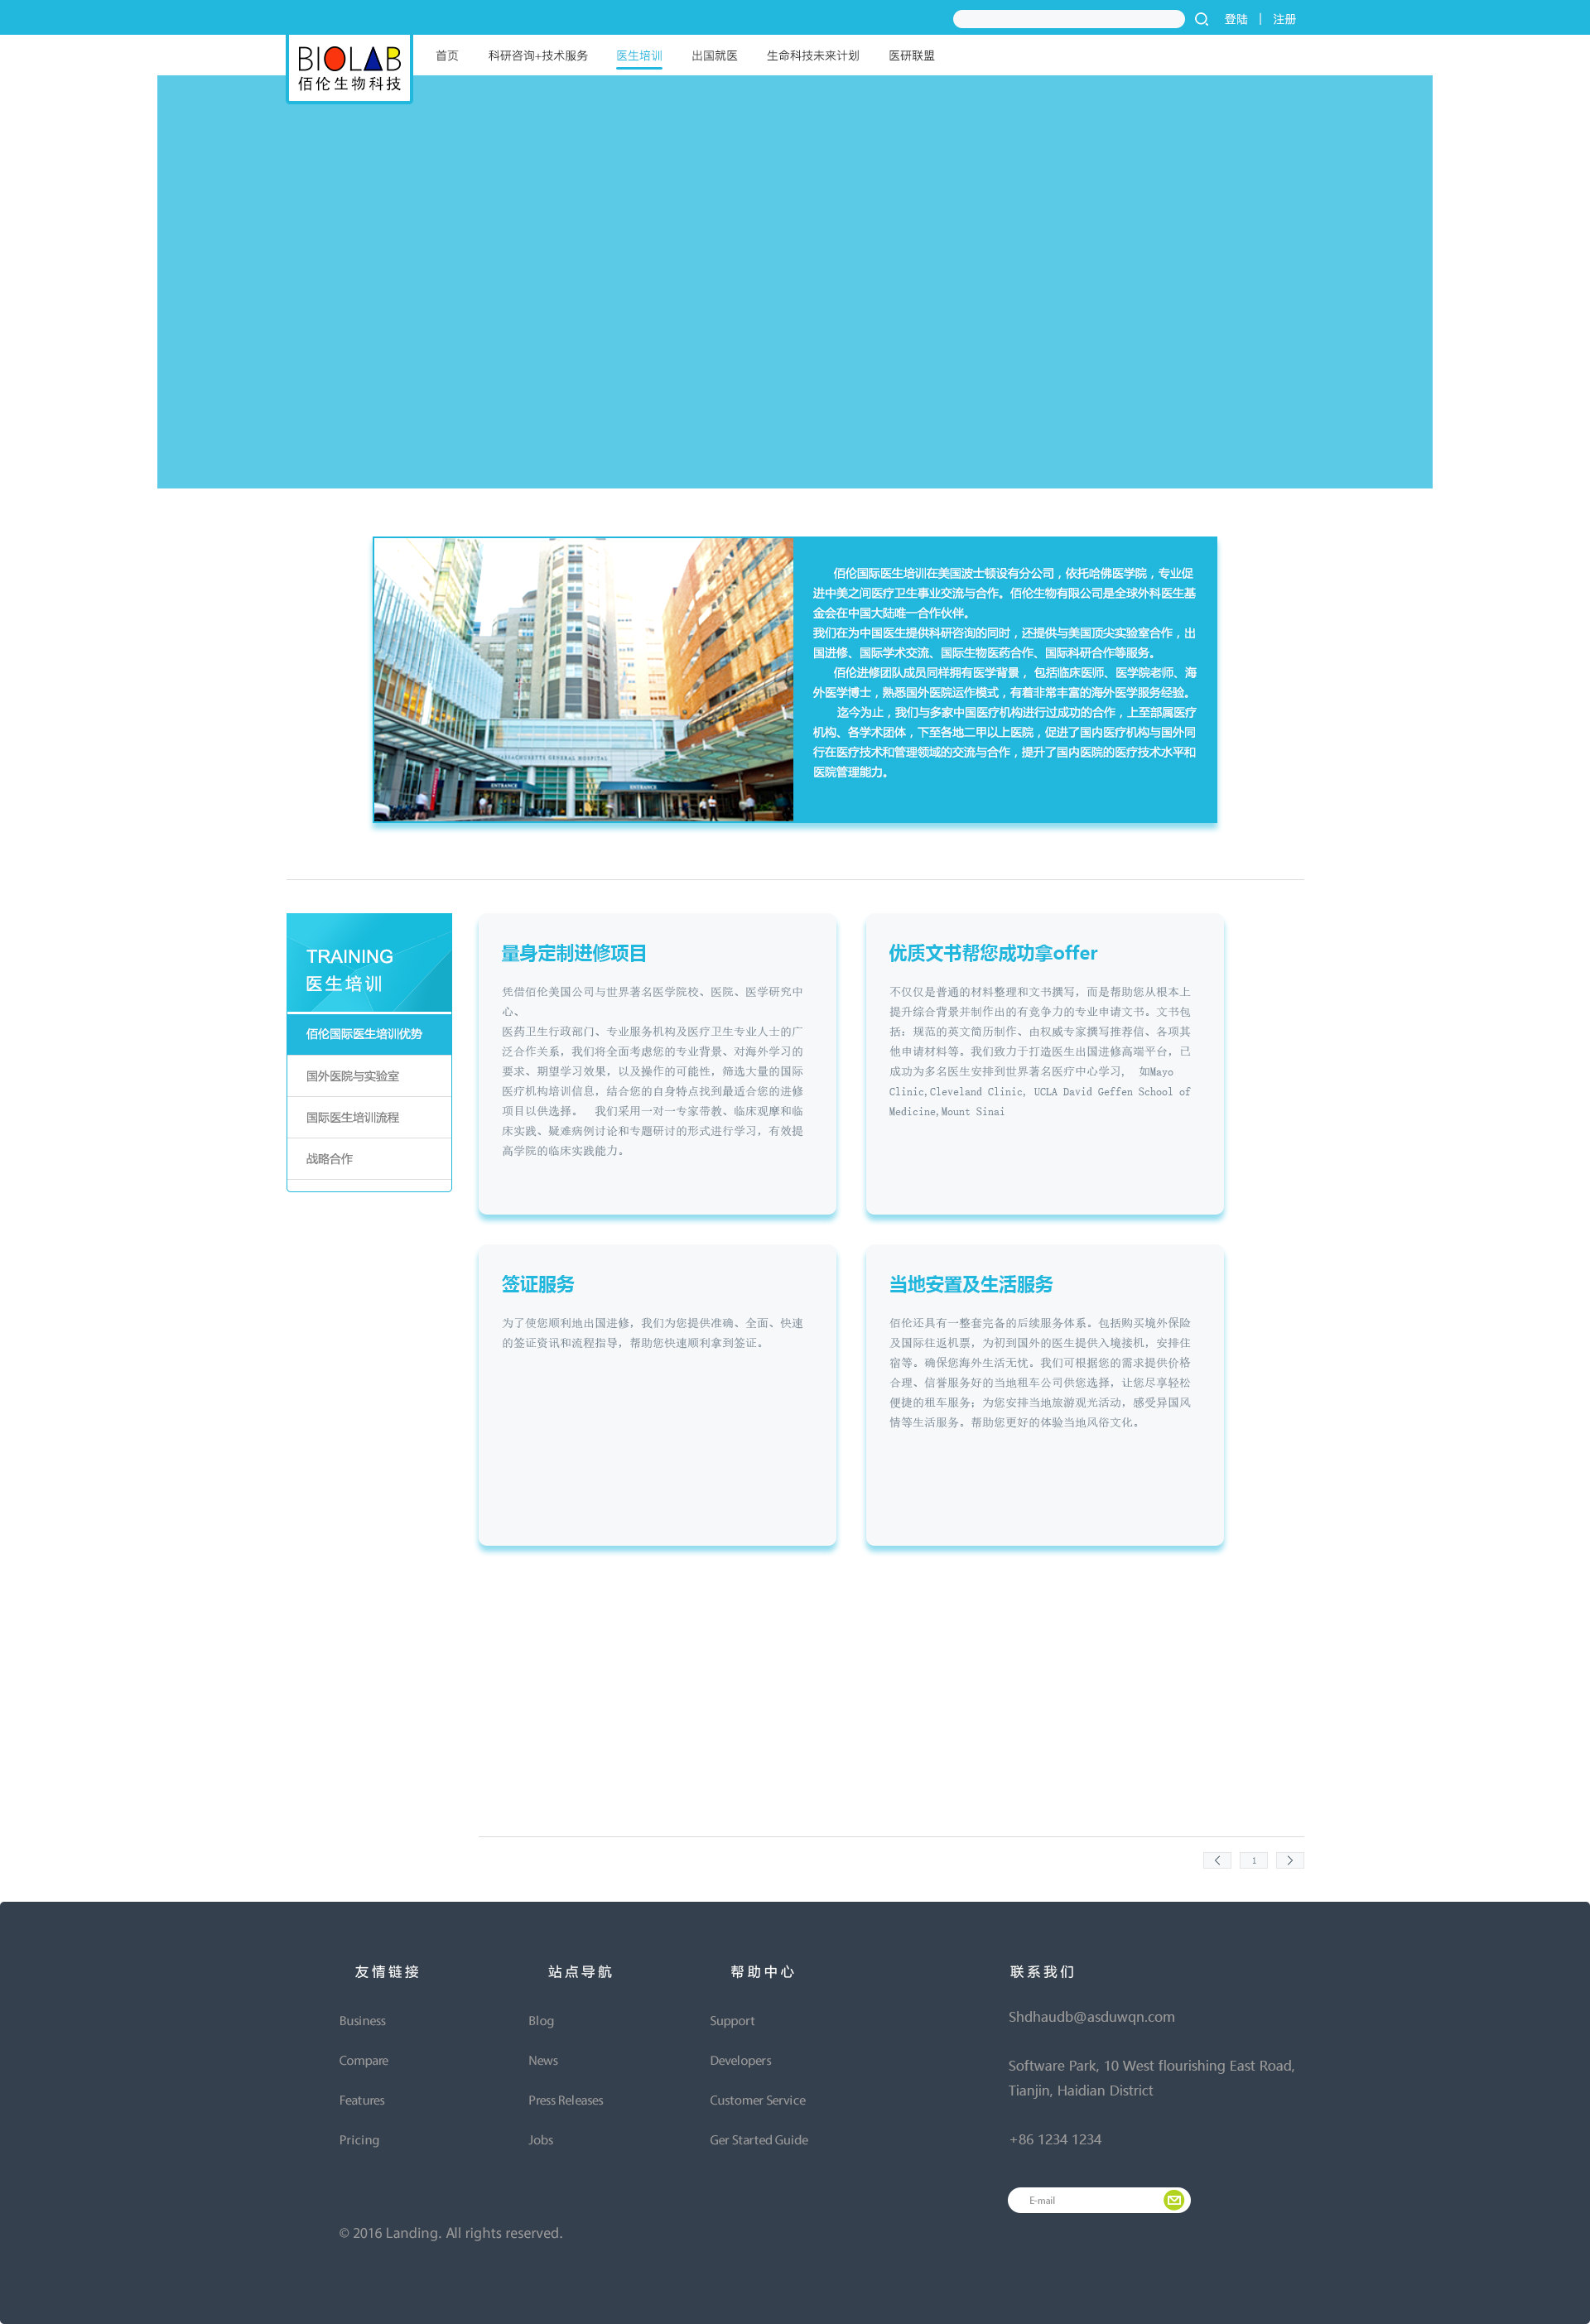 登陆 | 注册
BIOLAB
佰伦生物科技
首页 科研咨询+技术服务 医生培训 出国就医 生命科技未来计划 医研联盟
佰伦国际医生培训在美国波士顿设有分公司，依托哈佛医学院，专业促
进中美之间医疗卫生事业交流与合作。佰伦生物有限公司是全球外科医生基
金会在中国大陆唯一合作伙伴。
我们在为中国医生提供科研咨询的同时，还提供与美国顶尖实验室合作，出
国进修、国际学术交流、国际生物医药合作、国际科研合作等服务。
佰伦进修团队成员同样拥有医学背景， 包括临床医师、医学院老师、海
外医学博士，熟悉国外医院运作模式，有着非常丰富的海外医学服务经验。
迄今为止，我们与多家中国医疗机构进行过成功的合作，上至部属医疗
机构、各学术团体，下至各地二甲以上医院，促进了国内医疗机构与国外同
行在医疗技术和管理领域的交流与合作，提升了国内医院的医疗技术水平和
医院管理能力。
MASSACHUSETTS GENERAL HOSPITAL
ENTRANCE
ENTRANCE
TRAINING
医生培训
佰伦国际医生培训优势
国外医院与实验室
国际医生培训流程
战略合作
量身定制进修项目
凭借佰伦美国公司与世界著名医学院校、医院、医学研究中
心、
医药卫生行政部门、专业服务机构及医疗卫生专业人士的广
泛合作关系，我们将全面考虑您的专业背景、对海外学习的
要求、期望学习效果，以及操作的可能性，筛选大量的国际
医疗机构培训信息，结合您的自身特点找到最适合您的进修
项目以供选择。 我们采用一对一专家带教、临床观摩和临
床实践、疑难病例讨论和专题研讨的形式进行学习，有效提
高学院的临床实践能力。
优质文书帮您成功拿offer
不仅仅是普通的材料整理和文书撰写，而是帮助您从根本上
提升综合背景并制作出的有竞争力的专业申请文书。文书包
括：规范的英文简历制作、由权威专家撰写推荐信、各项其
他申请材料等。我们致力于打造医生出国进修高端平台，已
成功为多名医生安排到世界著名医疗中心学习， 如Mayo
Clinic,Cleveland Clinic, UCLA David Geffen School of
Medicine,Mount Sinai
签证服务
为了使您顺利地出国进修，我们为您提供准确、全面、快速
的签证资讯和流程指导，帮助您快速顺利拿到签证。
当地安置及生活服务
佰伦还具有一整套完备的后续服务体系。包括购买境外保险
及国际往返机票，为初到国外的医生提供入境接机，安排住
宿等。确保您海外生活无忧。我们可根据您的需求提供价格
合理、信誉服务好的当地租车公司供您选择，让您尽享轻松
便捷的租车服务；为您安排当地旅游观光活动，感受异国风
情等生活服务。帮助您更好的体验当地风俗文化。
1
友情链接
Business
Compare
Features
Pricing
站点导航
Blog
News
Press Releases
Jobs
帮助中心
Support
Developers
Customer Service
Ger Started Guide
联系我们
Shdhaudb@asduwqn.com
Software Park, 10 West flourishing East Road,
Tianjin, Haidian District
+86 1234 1234
E-mail
© 2016 Landing. All rights reserved.